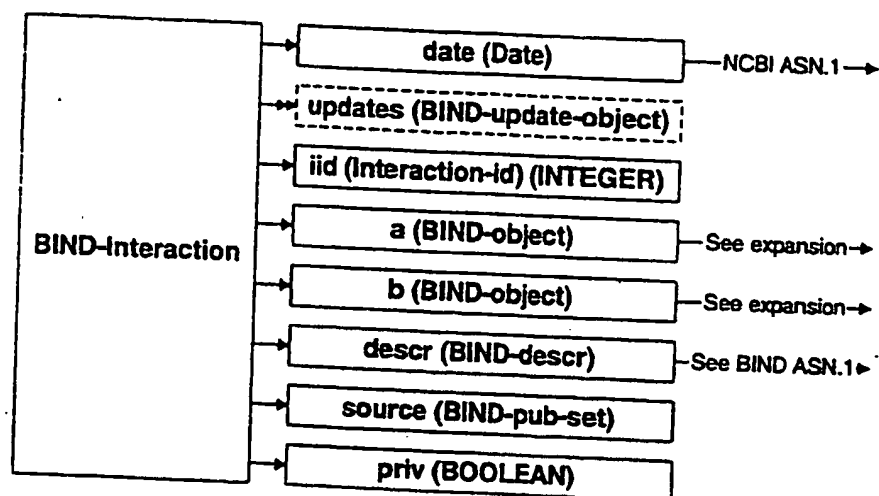 date (Date)
NCBI ASN.1
updates (BIND-update-object)
iid (Interaction-id) (INTEGER)
a (BIND-object)
See expansion
BIND-Interaction
b (BIND-object)
See expansion
descr (BIND-descr)
See BIND ASN.1
source (BIND-pub-set)
priv (BOOLEAN)